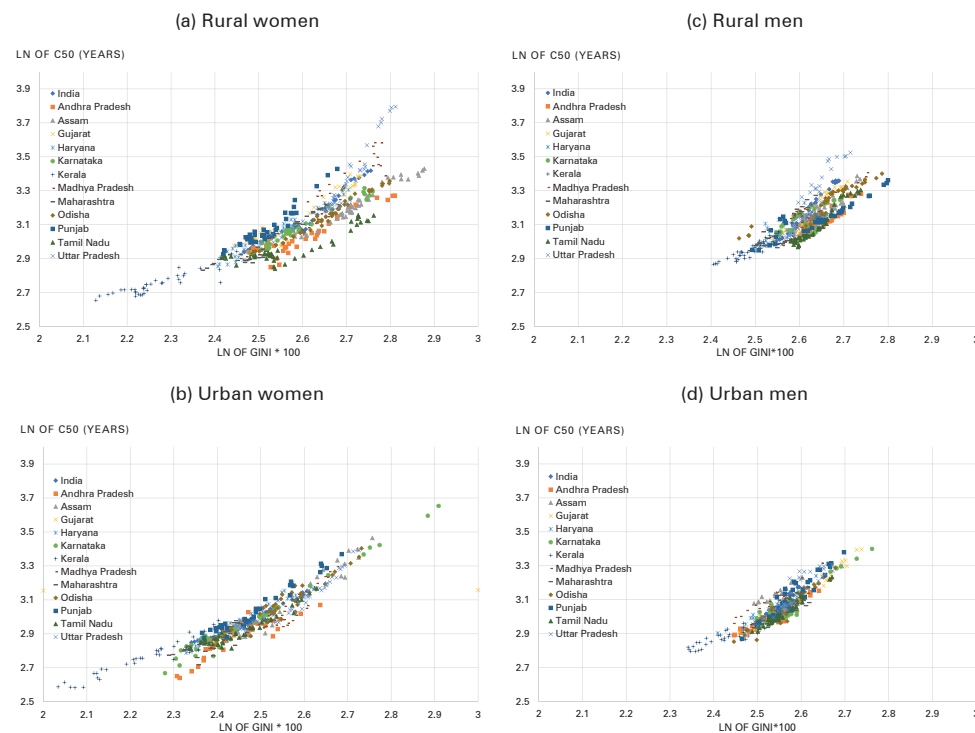 (a) Rural women
LN OF C50 (YEARS)
3.9
3.7
3.5
3.3
3.1
2.9
2.7
2.5
India
Andhra Pradesh
Assam
Gujarat
Haryana
Karnataka
Kerala
Madhya Pradesh
Maharashtra
Odisha
Punjab
Tamil Nadu
Uttar Pradesh
2 2.1 2.2 2.3 2.4 2.5 2.6 2.7 2.8 2.9 3
LN OF GINI * 100
(c) Rural men
LN OF C50 (YEARS)
3.9
3.7
3.5
3.3
3.1
2.9
2.7
2.5
India
Andhra Pradesh
Assam
Gujarat
Haryana
Karnataka
Kerala
Madhya Pradesh
Maharashtra
Odisha
Punjab
Tamil Nadu
Uttar Pradesh
2 2.1 2.2 2.3 2.4 2.5 2.6 2.7 2.8 2.9
LN OF GINI*100
(b) Urban women
LN OF C50 (YEARS)
3.9
3.7
3.5
3.3
3.1
2.9
2.7
2.5
India
Andhra Pradesh
Assam
Gujarat
Haryana
Karnataka
Kerala
Madhya Pradesh
Maharashtra
Odisha
Punjab
Tamil Nadu
Uttar Pradesh
2 2.1 2.2 2.3 2.4 2.5 2.6 2.7 2.8 2.9 3
LN OF GINI * 100
(d) Urban men
LN OF C50 (YEARS)
3.9
3.7
3.5
3.3
3.1
2.9
2.7
2.5
India
Andhra Pradesh
Assam
Gujarat
Haryana
Karnataka
Kerala
Madhya Pradesh
Maharashtra
Odisha
Punjab
Tamil Nadu
Uttar Pradesh
2 2.1 2.2 2.3 2.4 2.5 2.6 2.7 2.8 2.9
LN OF GINI*100